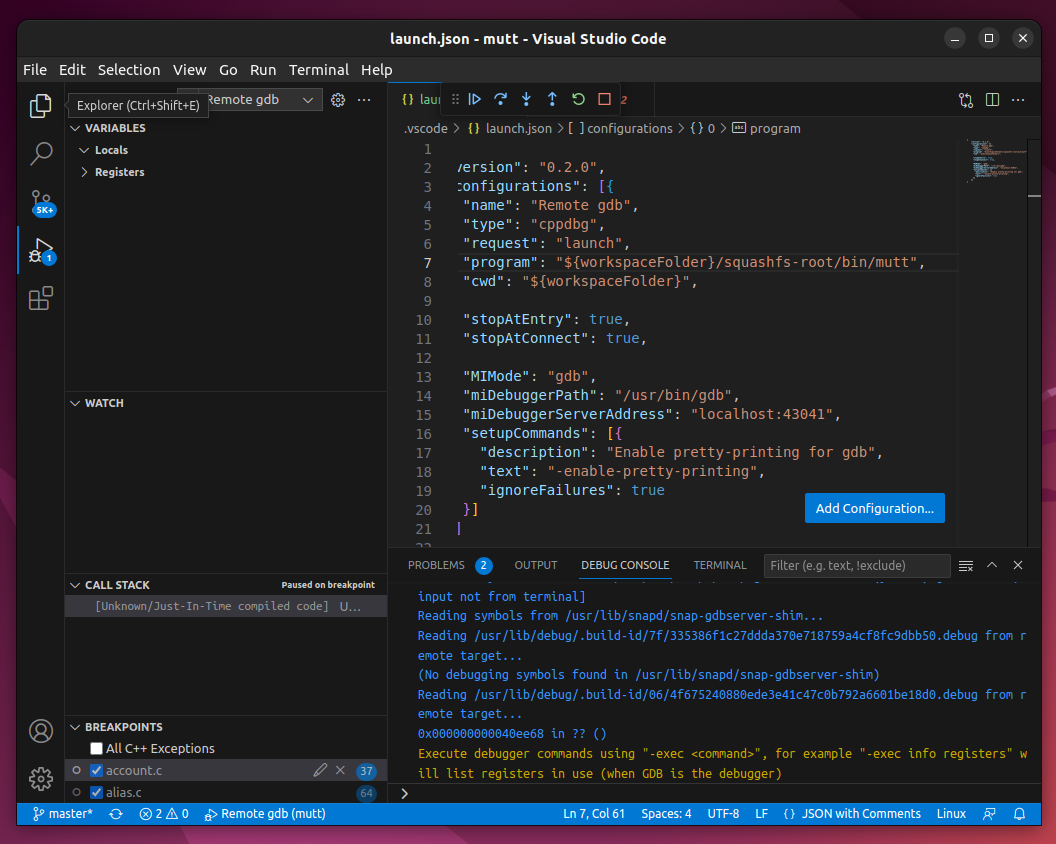 launch.json - mutt - Visual Studio Code
File Edit Selection View Go Run Terminal Help
Explorer (Ctrl+Shift+E)
Remote gdb
VARIABLES
Locals
Registers
5K+
1
WATCH
CALL STACK
Paused on breakpoint
[Unknown/Just-In-Time compiled code] U...
BREAKPOINTS
All C++ Exceptions
account.c 37
alias.c 64
{} 2
.vscode > {} launch.json > [ ] configurations > {} 0 > program
1
2 version": "0.2.0",
3 configurations": [{
4 "name": "Remote gdb",
5 "type": "cppdbg",
6 "request": "launch",
7 "program": "${workspaceFolder}/squashfs-root/bin/mutt",
8 "cwd": "${workspaceFolder}",
9
10 "stopAtEntry": true,
11 "stopAtConnect": true,
12
13 "MIMode": "gdb",
14 "miDebuggerPath": "/usr/bin/gdb",
15 "miDebuggerServerAddress": "localhost:43041",
16 "setupCommands": [{
17 "description": "Enable pretty-printing for gdb",
18 "text": "-enable-pretty-printing",
19 "ignoreFailures": true
20 }]
21
Add Configuration...
PROBLEMS 2 OUTPUT DEBUG CONSOLE TERMINAL Filter (e.g. text, !exclude)
input not from terminal]
Reading symbols from /usr/lib/snapd/snap-gdbserver-shim...
Reading /usr/lib/debug/.build-id/7f/335386f1c27ddda370e718759a4cf8fc9dbb50.debug from r
emote target...
(No debugging symbols found in /usr/lib/snapd/snap-gdbserver-shim)
Reading /usr/lib/debug/.build-id/06/4f675240880ede3e41c47c0b792a6601be18d0.debug from r
emote target...
0x000000000040ee68 in ?? ()
Execute debugger commands using "-exec <command>", for example "-exec info registers" w
ill list registers in use (when GDB is the debugger)
>
master* 2 0 Remote gdb (mutt) Ln 7, Col 61 Spaces: 4 UTF-8 LF {} JSON with Comments Linux